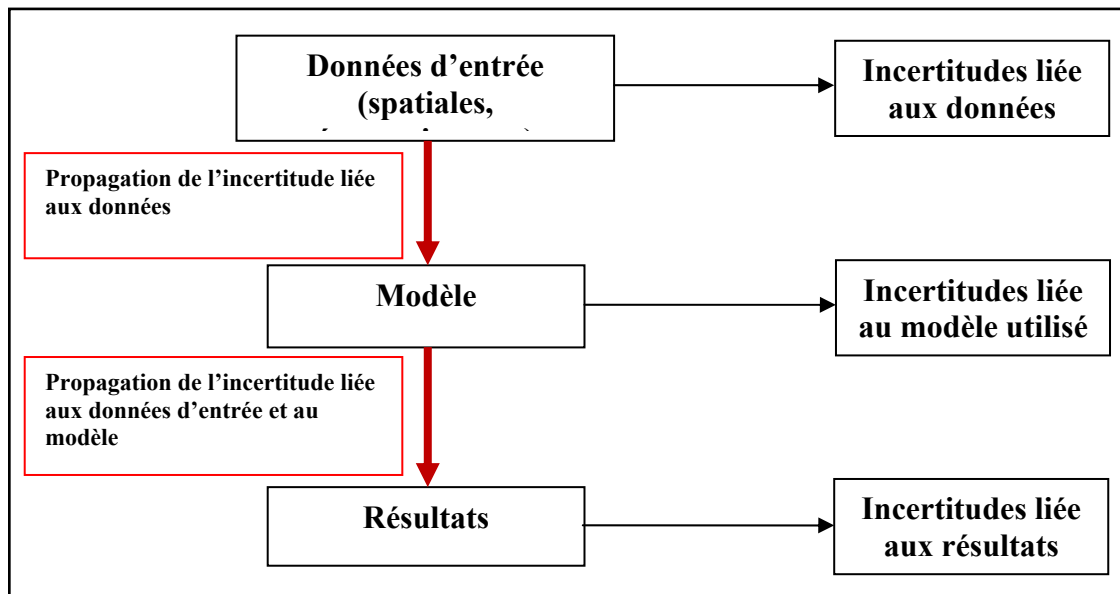 Données d’entrée
(spatiales,
Incertitudes liée
aux données
Propagation de l’incertitude liée
aux données
Modèle
Incertitudes liée
au modèle utilisé
Propagation de l’incertitude liée
aux données d’entrée et au
modèle
Résultats
Incertitudes liée
aux résultats